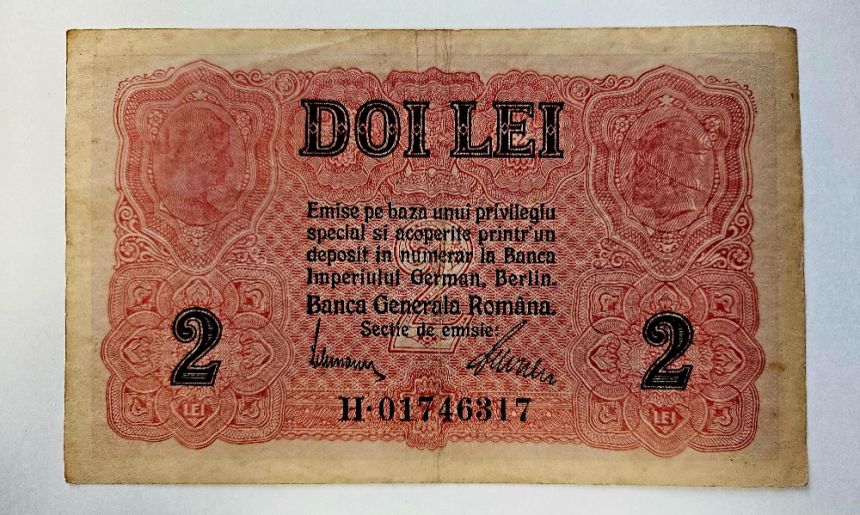 DOI LEI
Emise pe baza unui privilegiu
special si acoperite printr'un
deposit in numerar la Banca
Imperiului German, Berlin.
Banca Generala Româna.
Sectie de emisie:
2 2
LEI LEI
H·01746317